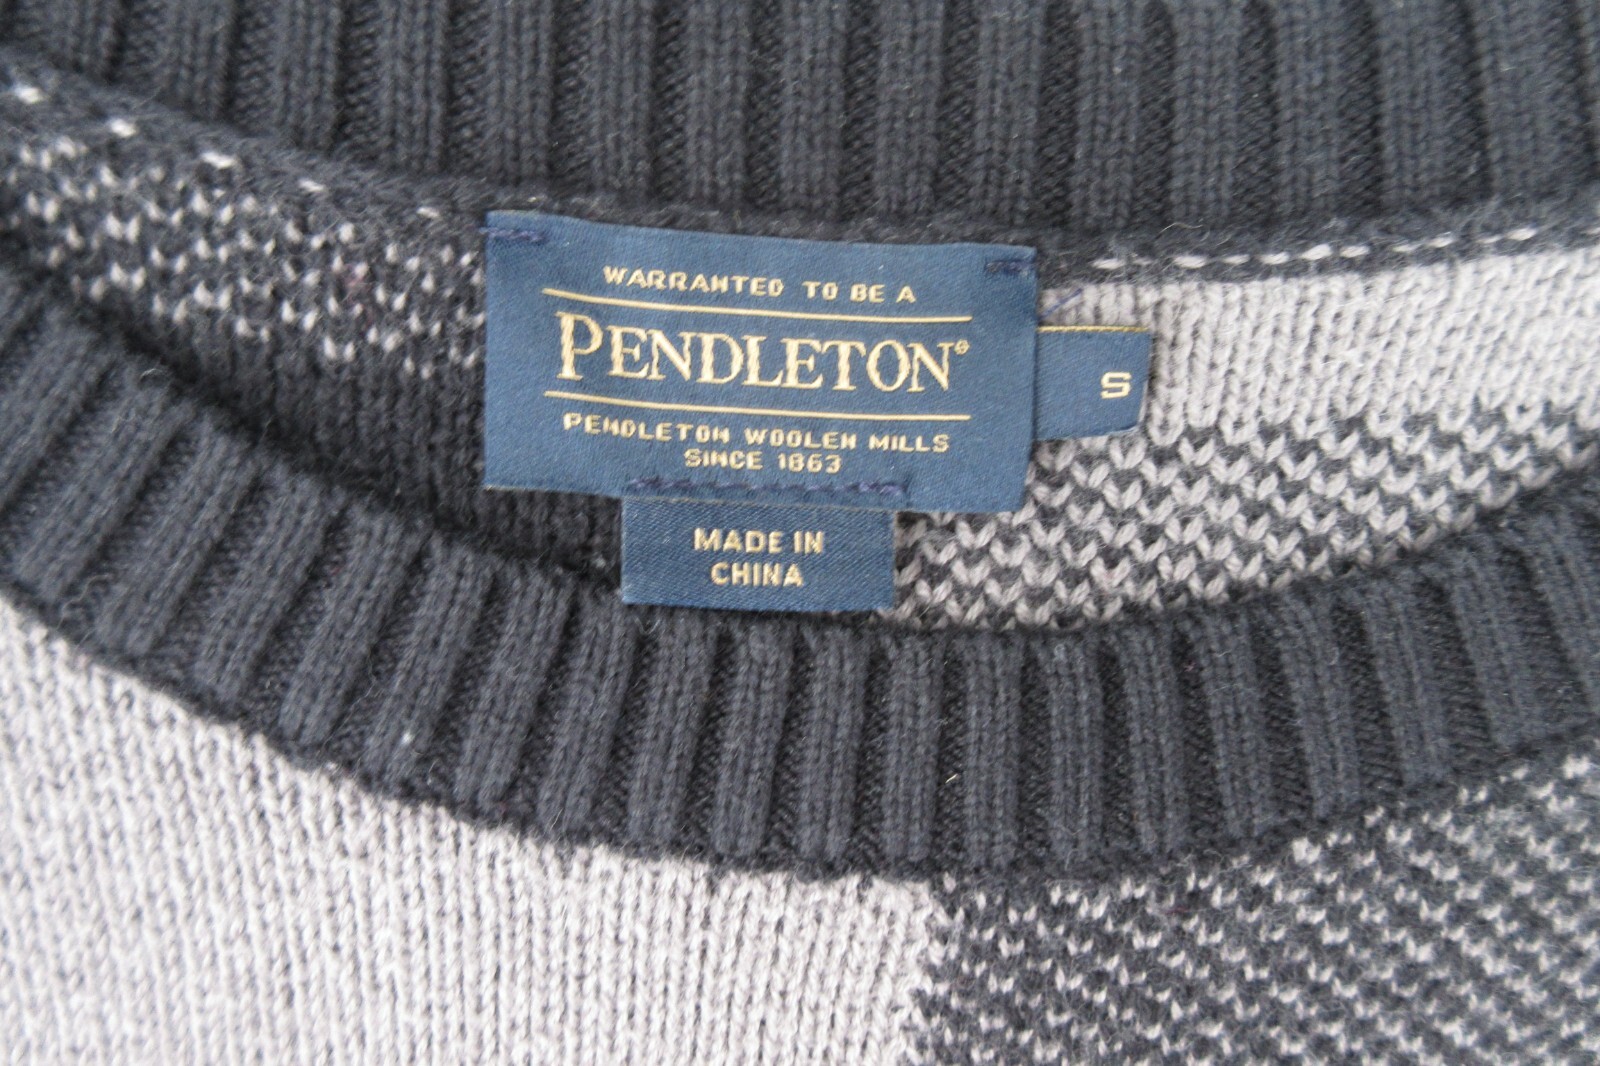 WARRANTED TO BE A
PENDLETON®
PENDLETON WOOLEN MILLS
SINCE 1863
S
MADE IN
CHINA